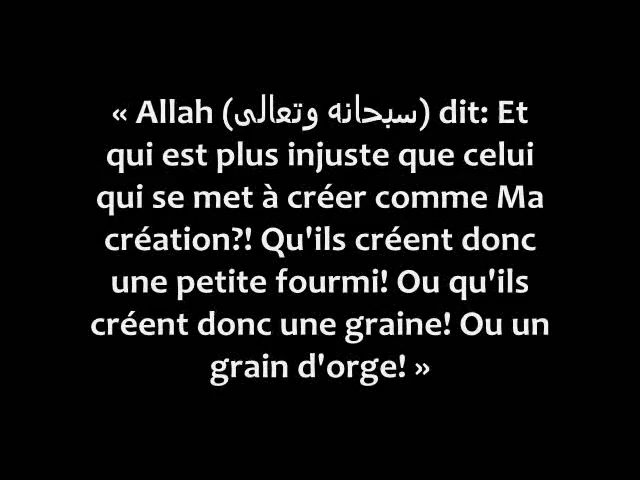 « Allah (سبحانه وتعالى) dit: Et
qui est plus injuste que celui
qui se met à créer comme Ma
création?! Qu'ils créent donc
une petite fourmi! Ou qu'ils
créent donc une graine! Ou un
grain d'orge! »